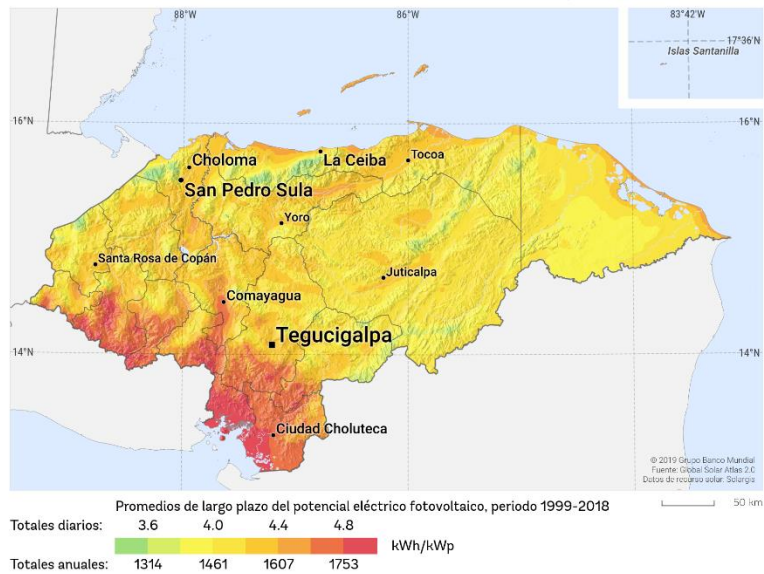 88°W
86°W
83°42'W
17°36'N
Islas Santanilla
16°N
16°N
Choloma
La Ceiba
Tocoa
San Pedro Sula
Yoro
Santa Rosa de Copán
Juticalpa
Comayagua
Tegucigalpa
14°N
14°N
Ciudad Choluteca
© 2019 Grupo Banco Mundial
Fuente: Global Solar Atlas 2.0
Datos de recurso solar: Solargis
50 km
Promedios de largo plazo del potencial eléctrico fotovoltaico, periodo 1999-2018
Totales diarios: 3.6 4.0 4.4 4.8
kWh/kWp
Totales anuales: 1314 1461 1607 1753